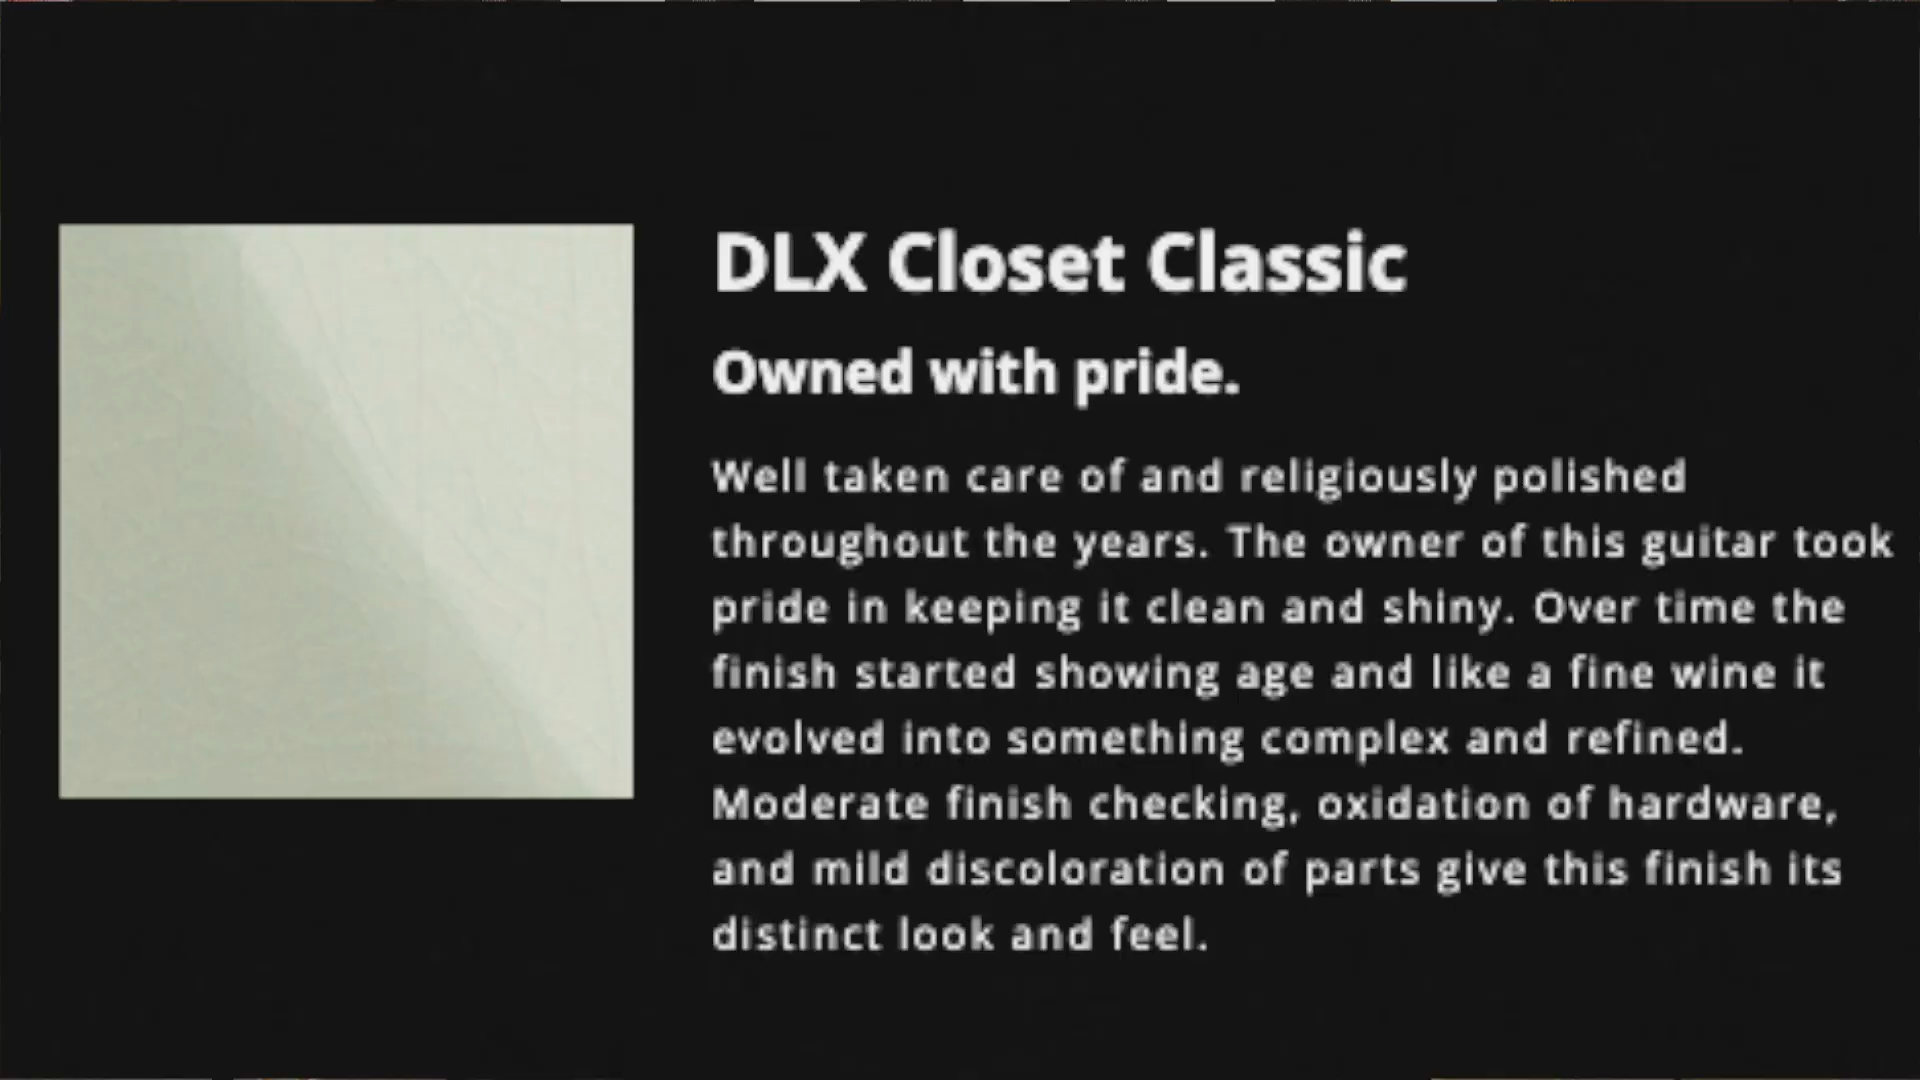 DLX Closet Classic
Owned with pride.
Well taken care of and religiously polished
throughout the years. The owner of this guitar took
pride in keeping it clean and shiny. Over time the
finish started showing age and like a fine wine it
evolved into something complex and refined.
Moderate finish checking, oxidation of hardware,
and mild discoloration of parts give this finish its
distinct look and feel.